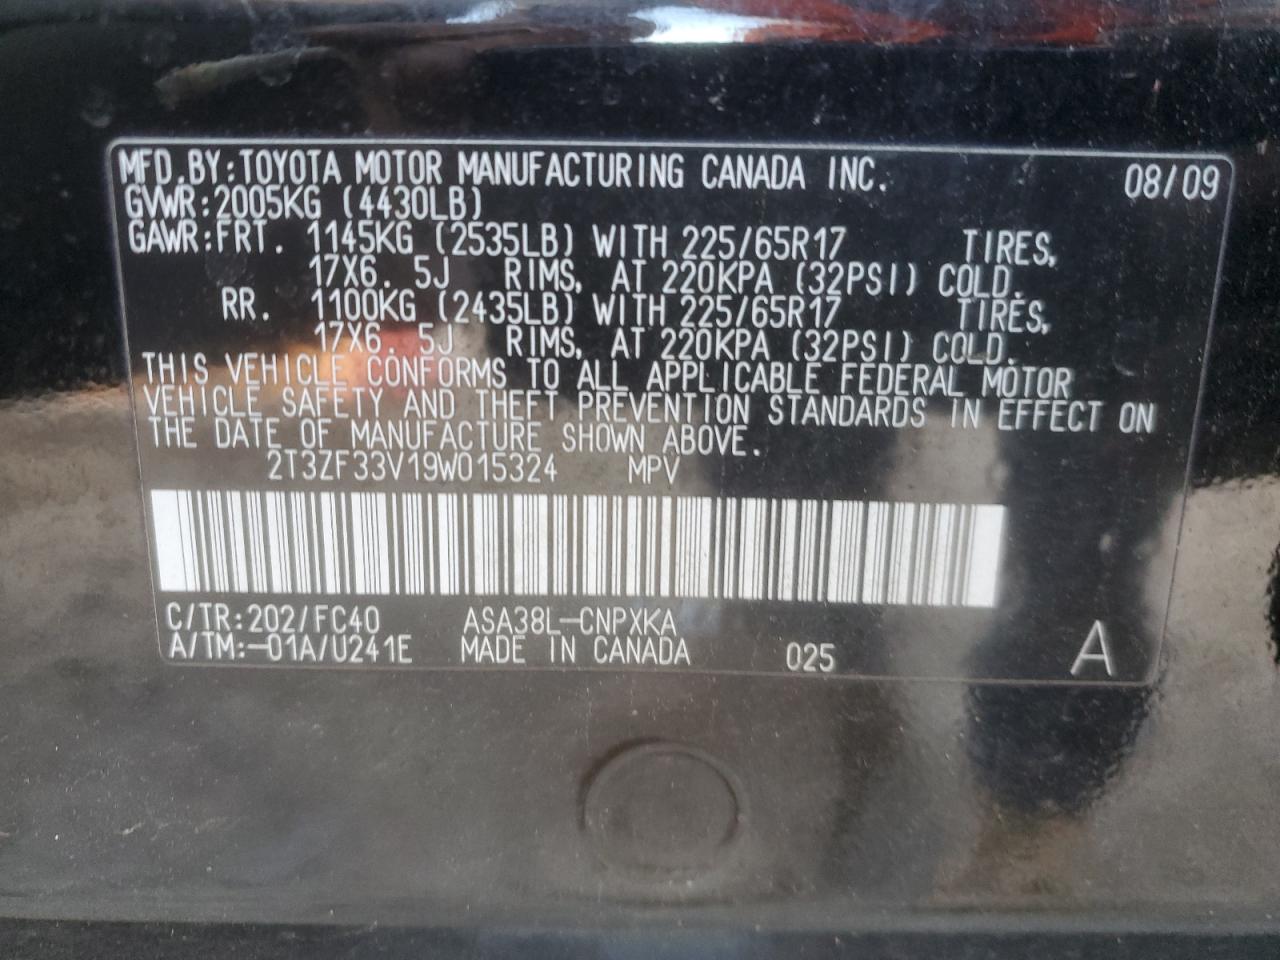 MFD.BY:TOYOTA MOTOR MANUFACTURING CANADA INC. 08/09
GVWR:2005KG (4430LB)
GAWR:FRT. 1145KG (2535LB) WITH 225/65R17 TIRES,
17X6. 5J RIMS, AT 220KPA (32PSI) COLD.
RR. 1100KG (2435LB) WITH 225/65R17 TIRES,
17X6. 5J RIMS, AT 220KPA (32PSI) COLD.
THIS VEHICLE CONFORMS TO ALL APPLICABLE FEDERAL MOTOR
VEHICLE SAFETY AND THEFT PREVENTION STANDARDS IN EFFECT ON
THE DATE OF MANUFACTURE SHOWN ABOVE.
2T3ZF33V19W015324 MPV
C/TR:202/FC40 ASA38L-CNPXKA
A/TM:-01A/U241E MADE IN CANADA 025 A